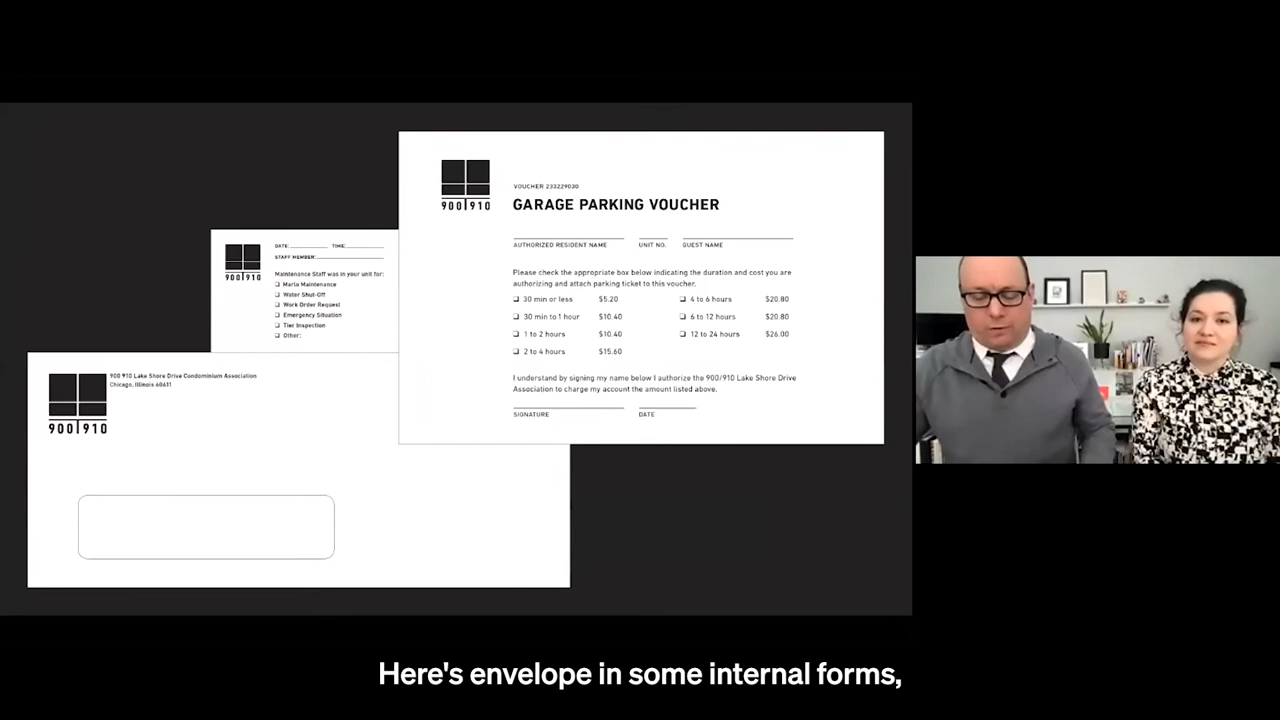 900 910
VOUCHER 233229030
GARAGE PARKING VOUCHER
AUTHORIZED RESIDENT NAME UNIT NO. GUEST NAME
Please check the appropriate box below indicating the duration and cost you are
authorizing and attach parking ticket to this voucher.
❏ 30 min or less $5.20 ❏ 4 to 6 hours $20.80
❏ 30 min to 1 hour $10.40 ❏ 6 to 12 hours $20.80
❏ 1 to 2 hours $10.40 ❏ 12 to 24 hours $26.00
❏ 2 to 4 hours $15.60
I understand by signing my name below I authorize the 900/910 Lake Shore Drive
Association to charge my account the amount listed above.
SIGNATURE DATE
900 910
DATE: TIME:
STAFF MEMBER:
Maintenance Staff was in your unit for:
❏ Marlo Maintenance
❏ Water Shut-Off
❏ Work Order Request
❏ Emergency Situation
❏ Tier Inspection
❏ Other:
900 910 Lake Shore Drive Condominium Association
Chicago, Illinois 60611
900 910
Here's envelope in some internal forms,